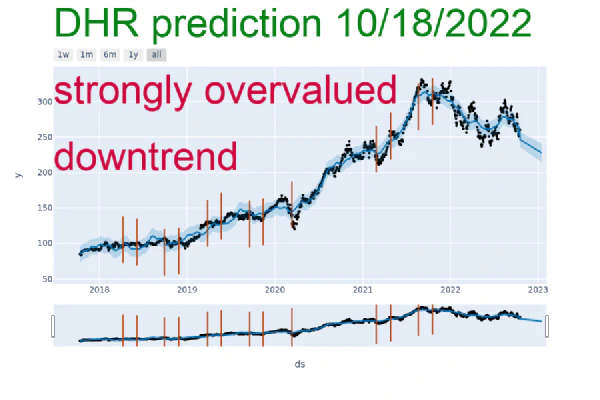 DHR prediction 10/18/2022
1w 1m 6m 1y all
strongly overvalued
downtrend
300
250
200
150
100
50
y
2018 2019 2020 2021 2022 2023
ds